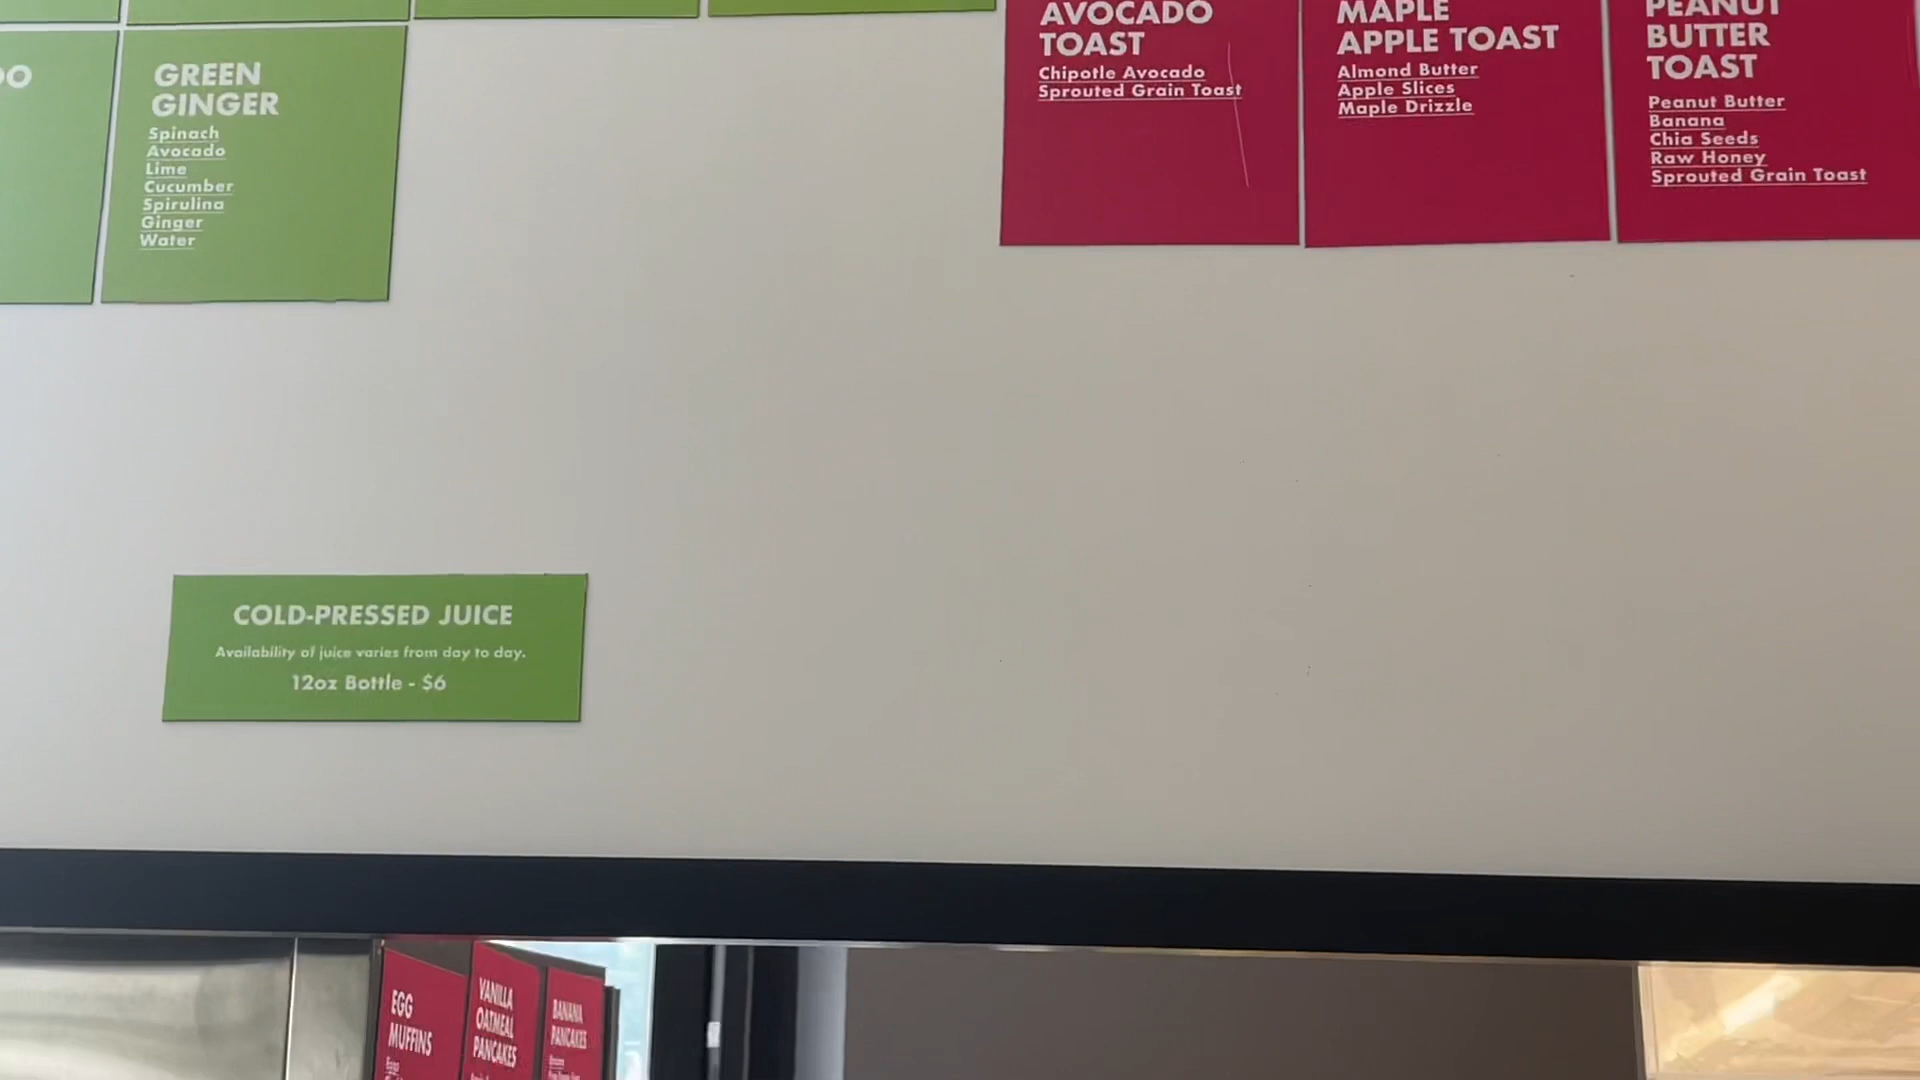 GREEN
GINGER
Spinach
Avocado
Lime
Cucumber
Spirulina
Ginger
Water
AVOCADO
TOAST
Chipotle Avocado
Sprouted Grain Toast
MAPLE
APPLE TOAST
Almond Butter
Apple Slices
Maple Drizzle
PEANUT
BUTTER
TOAST
Peanut Butter
Banana
Chia Seeds
Raw Honey
Sprouted Grain Toast
COLD-PRESSED JUICE
Availability of juice varies from day to day.
12oz Bottle - $6
EGG
MUFFINS
Eggs
VANILLA
OATMEAL
PANCAKES
BANANA
PANCAKES